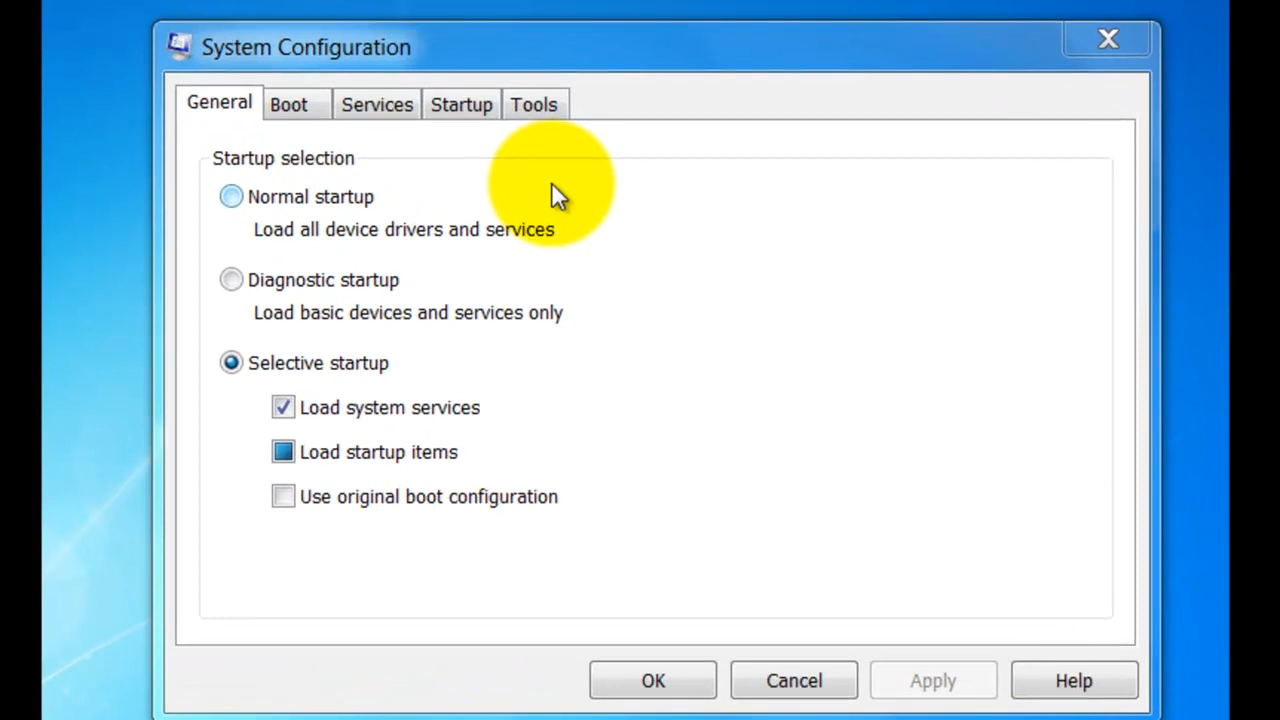 System Configuration
General Boot Services Startup Tools
Startup selection
Normal startup
Load all device drivers and services
Diagnostic startup
Load basic devices and services only
Selective startup
Load system services
Load startup items
Use original boot configuration
OK Cancel Apply Help